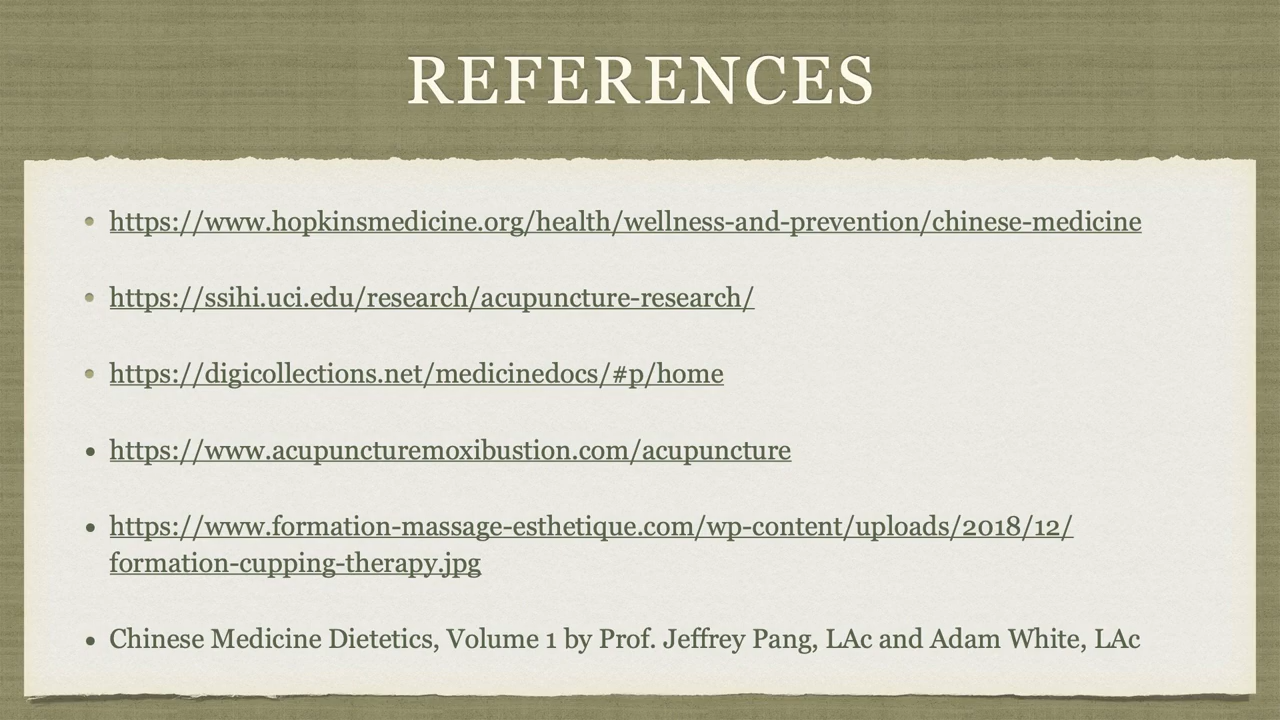 REFERENCES
https://www.hopkinsmedicine.org/health/wellness-and-prevention/chinese-medicine
https://ssihi.uci.edu/research/acupuncture-research/
https://digicollections.net/medicinedocs/#p/home
https://www.acupuncturemoxibustion.com/acupuncture
https://www.formation-massage-esthetique.com/wp-content/uploads/2018/12/
formation-cupping-therapy.jpg
Chinese Medicine Dietetics, Volume 1 by Prof. Jeffrey Pang, LAc and Adam White, LAc